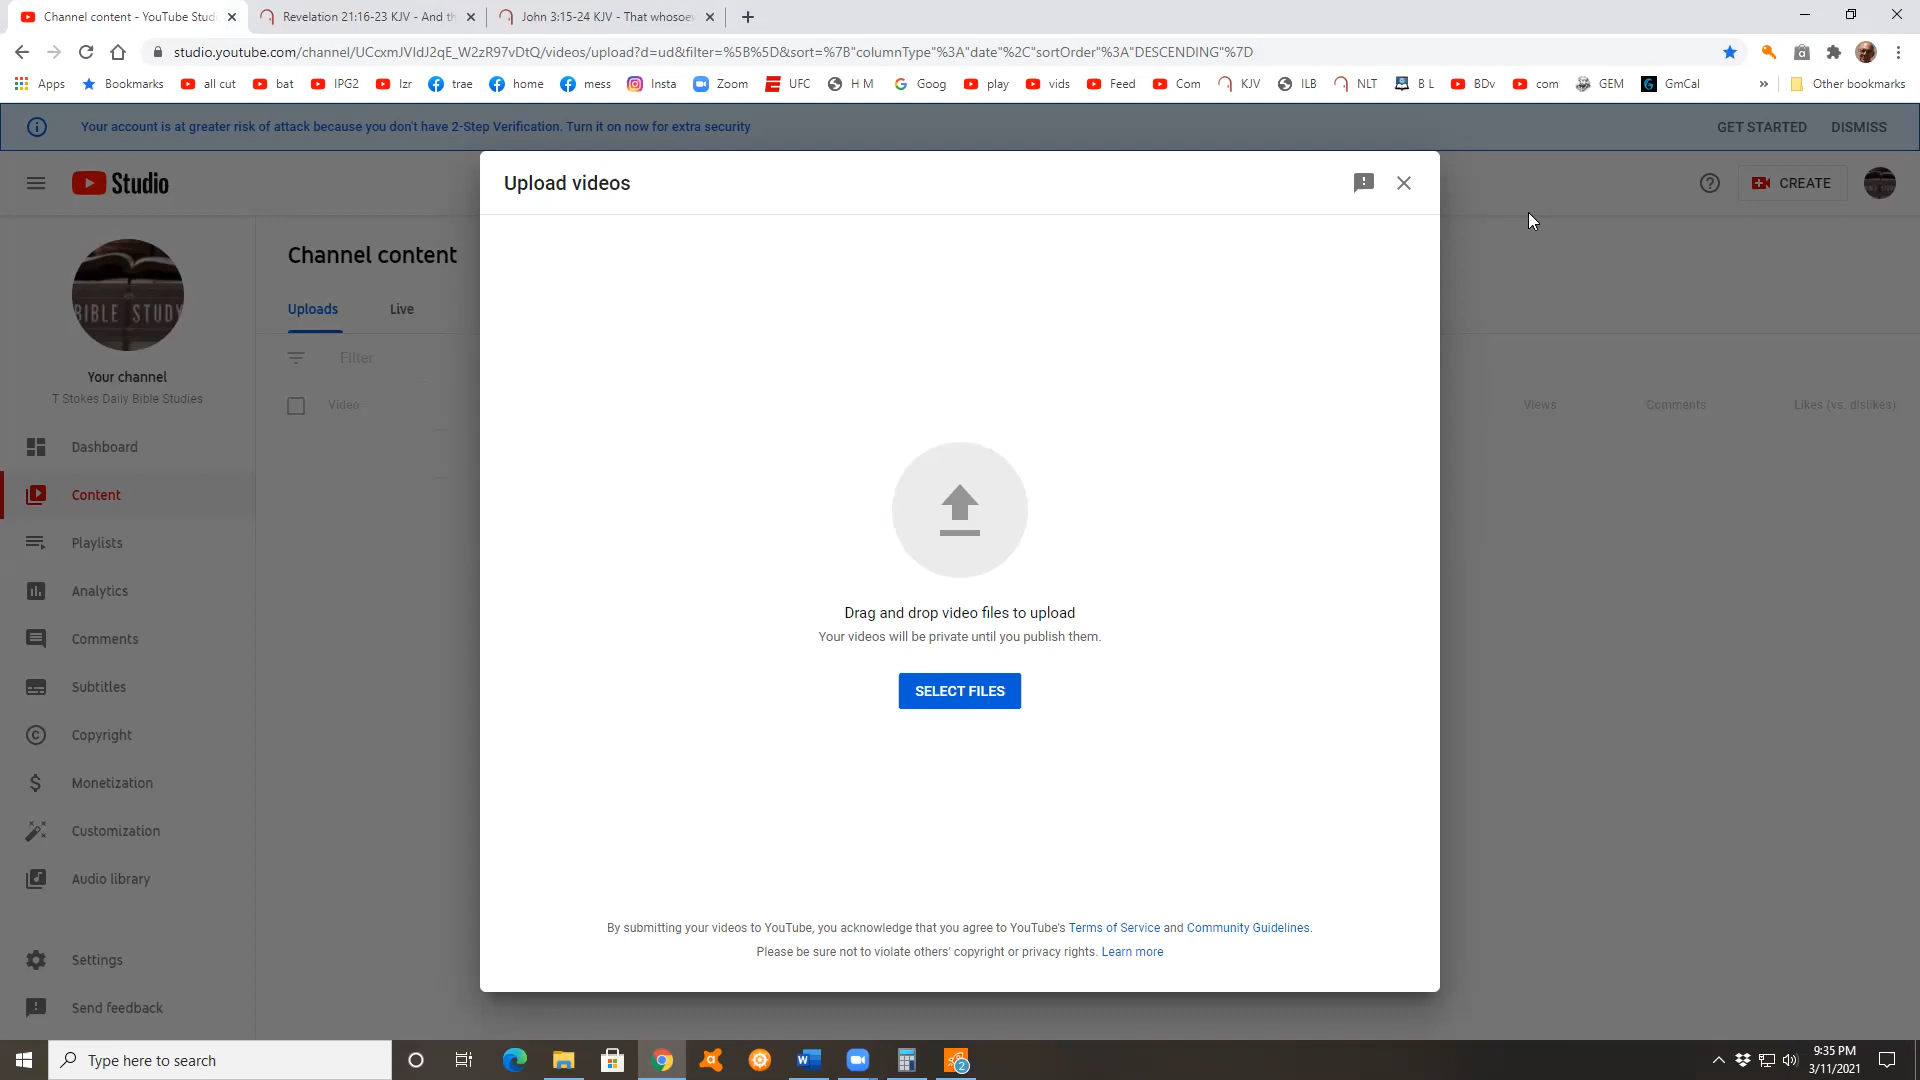 Channel content - YouTube Studi
Revelation 21:16-23 KJV - And th
John 3:15-24 KJV - That whosoev
studio.youtube.com/channel/UCcxmJVIdJ2qE_W2zR97vDtQ/videos/upload?d=ud&filter=%5B%5D&sort=%7B"columnType"%3A"date"%2C"sortOrder"%3A"DESCENDING"%7D
Apps Bookmarks all cut bat IPG2 lzr trae home mess Insta Zoom UFC H M Goog play vids Feed Com KJV ILB NLT B L BDv com GEM GmCal » Other bookmarks
Your account is at greater risk of attack because you don't have 2-Step Verification. Turn it on now for extra security
GET STARTED DISMISS
Studio
Upload videos
CREATE
Channel content
BIBLE STUDY
Uploads Live
Filter
Your channel
T Stokes Daily Bible Studies
Video
Views Comments Likes (vs. dislikes)
Dashboard
Content
Playlists
Analytics
Comments
Subtitles
Copyright
Monetization
Customization
Audio library
Settings
Send feedback
Drag and drop video files to upload
Your videos will be private until you publish them.
SELECT FILES
By submitting your videos to YouTube, you acknowledge that you agree to YouTube's Terms of Service and Community Guidelines.
Please be sure not to violate others' copyright or privacy rights. Learn more
Type here to search
2
9:35 PM
3/11/2021